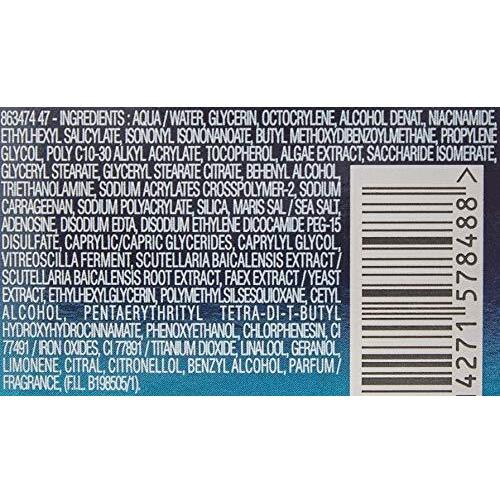 863474 47 - INGREDIENTS : AQUA / WATER, GLYCERIN, OCTOCRYLENE, ALCOHOL DENAT., NIACINAMIDE,
ETHYLHEXYL SALICYLATE, ISONONYL ISONONANOATE, BUTYL METHOXYDIBENZOYLMETHANE, PROPYLENE
GLYCOL, POLY C10-30 ALKYL ACRYLATE, TOCOPHEROL, ALGAE EXTRACT, SACCHARIDE ISOMERATE,
GLYCERYL STEARATE, GLYCERYL STEARATE CITRATE, BEHENYL ALCOHOL,
TRIETHANOLAMINE, SODIUM ACRYLATES CROSSPOLYMER-2, SODIUM
CARRAGEENAN, SODIUM POLYACRYLATE, SILICA, MARIS SAL / SEA SALT,
ADENOSINE, DISODIUM EDTA, DISODIUM ETHYLENE DICOCAMIDE PEG-15
DISULFATE, CAPRYLIC/CAPRIC GLYCERIDES, CAPRYLYL GLYCOL,
VITREOSCILLA FERMENT, SCUTELLARIA BAICALENSIS EXTRACT /
SCUTELLARIA BAICALENSIS ROOT EXTRACT, FAEX EXTRACT / YEAST
EXTRACT, ETHYLHEXYLGLYCERIN, POLYMETHYLSILSESQUIOXANE, CETYL
ALCOHOL, PENTAERYTHRITYL TETRA-DI-T-BUTYL
HYDROXYHYDROCINNAMATE, PHENOXYETHANOL, CHLORPHENESIN, CI
77491 / IRON OXIDES, CI 77891 / TITANIUM DIOXIDE, LINALOOL, GERANIOL,
LIMONENE, CITRAL, CITRONELLOL, BENZYL ALCOHOL, PARFUM /
FRAGRANCE, (F.I.L. B198505/1).
14271 578488 >